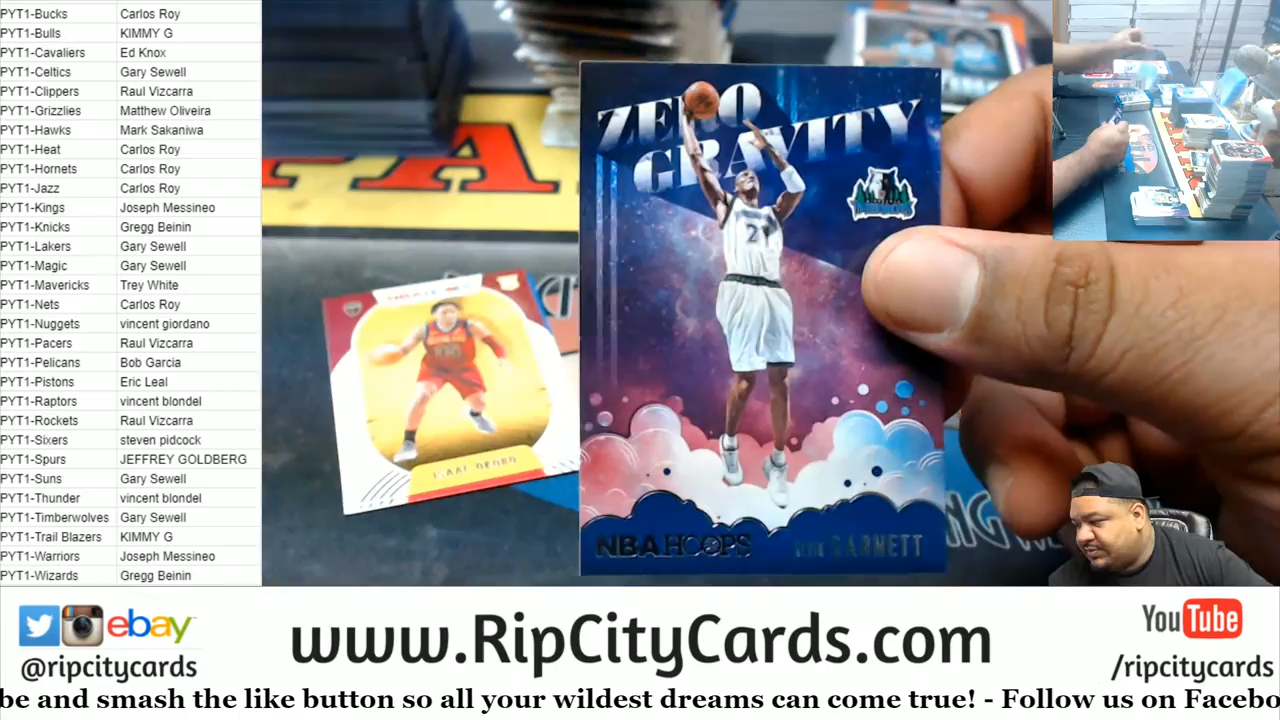 PYT1-Bucks Carlos Roy
PYT1-Bulls KIMMY G
PYT1-Cavaliers Ed Knox
PYT1-Celtics Gary Sewell
PYT1-Clippers Raul Vizcarra
PYT1-Grizzlies Matthew Oliveira
PYT1-Hawks Mark Sakaniwa
PYT1-Heat Carlos Roy
PYT1-Hornets Carlos Roy
PYT1-Jazz Carlos Roy
PYT1-Kings Joseph Messineo
PYT1-Knicks Gregg Beinin
PYT1-Lakers Gary Sewell
PYT1-Magic Gary Sewell
PYT1-Mavericks Trey White
PYT1-Nets Carlos Roy
PYT1-Nuggets vincent giordano
PYT1-Pacers Raul Vizcarra
PYT1-Pelicans Bob Garcia
PYT1-Pistons Eric Leal
PYT1-Raptors vincent blondel
PYT1-Rockets Raul Vizcarra
PYT1-Sixers steven pidcock
PYT1-Spurs JEFFREY GOLDBERG
PYT1-Suns Gary Sewell
PYT1-Thunder vincent blondel
PYT1-Timberwolves Gary Sewell
PYT1-Trail Blazers KIMMY G
PYT1-Warriors Joseph Messineo
PYT1-Wizards Gregg Beinin
ZERO
GRAVITY
21
NBA HOOPS GARNETT
ebay
@ripcitycards
www.RipCityCards.com
YouTube
/ripcitycards
be and smash the like button so all your wildest dreams can come true! - Follow us on Facebo